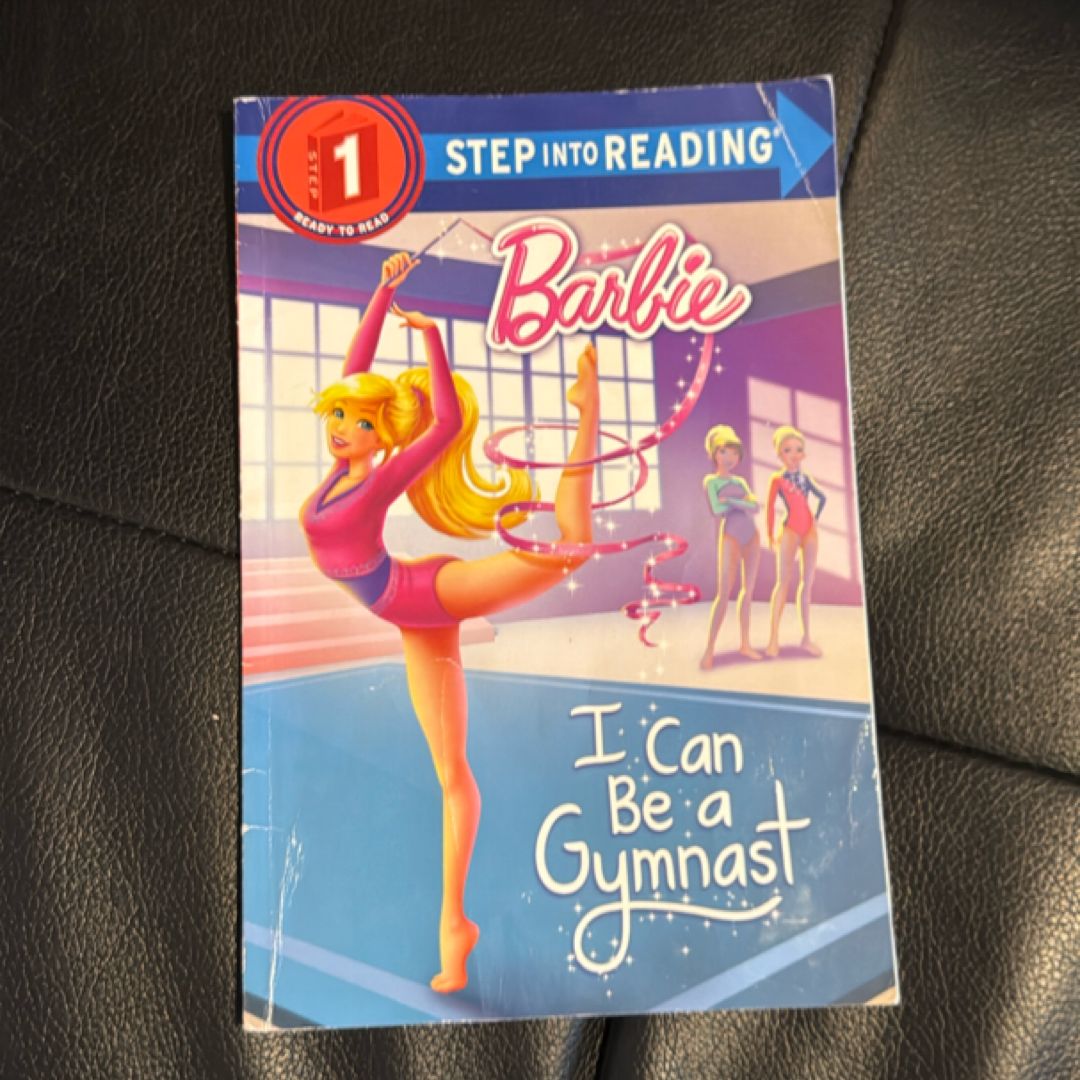 STEP 1
READY TO READ
STEP INTO READING®
Barbie
I Can
Be a
Gymnast